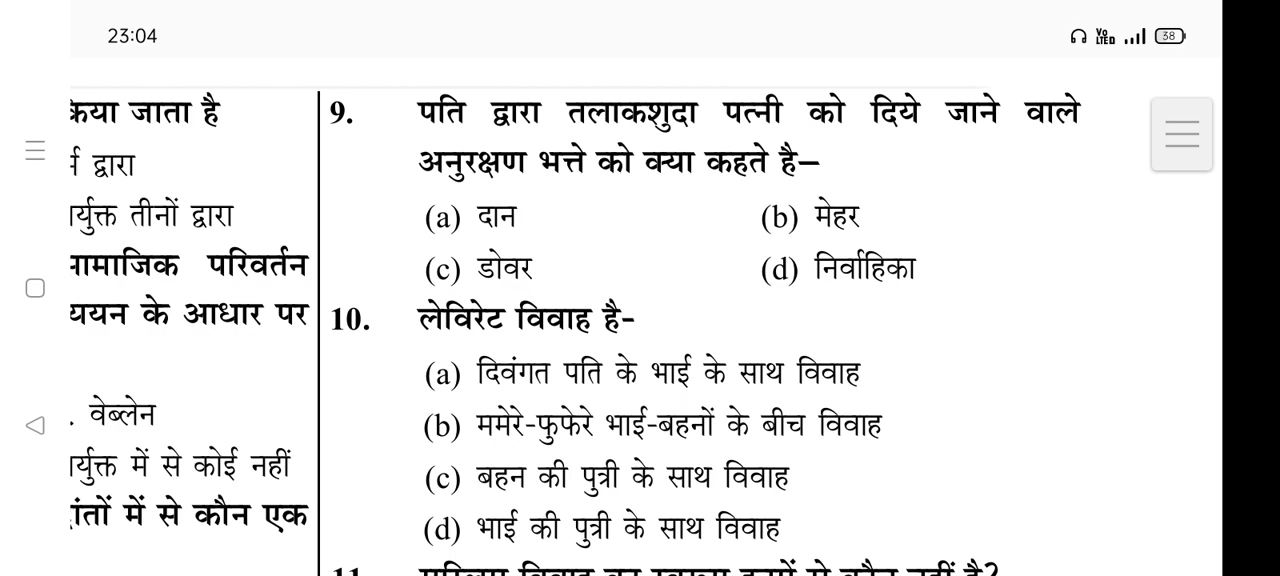 23:04
38
किया जाता है
द्वारा
तीनों द्वारा
सामाजिक परिवर्तन
के आधार पर
. वेब्लेन
में से कोई नहीं
में से कौन एक
9. पति द्वारा तलाकशुदा पत्नी को दिये जाने वाले
अनुरक्षण भत्ते को क्या कहते है–
(a) दान (b) मेहर
(c) डोवर (d) निर्वाहिका
10. लेविरेट विवाह है-
(a) दिवंगत पति के भाई के साथ विवाह
(b) ममेरे-फुफेरे भाई-बहनों के बीच विवाह
(c) बहन की पुत्री के साथ विवाह
(d) भाई की पुत्री के साथ विवाह